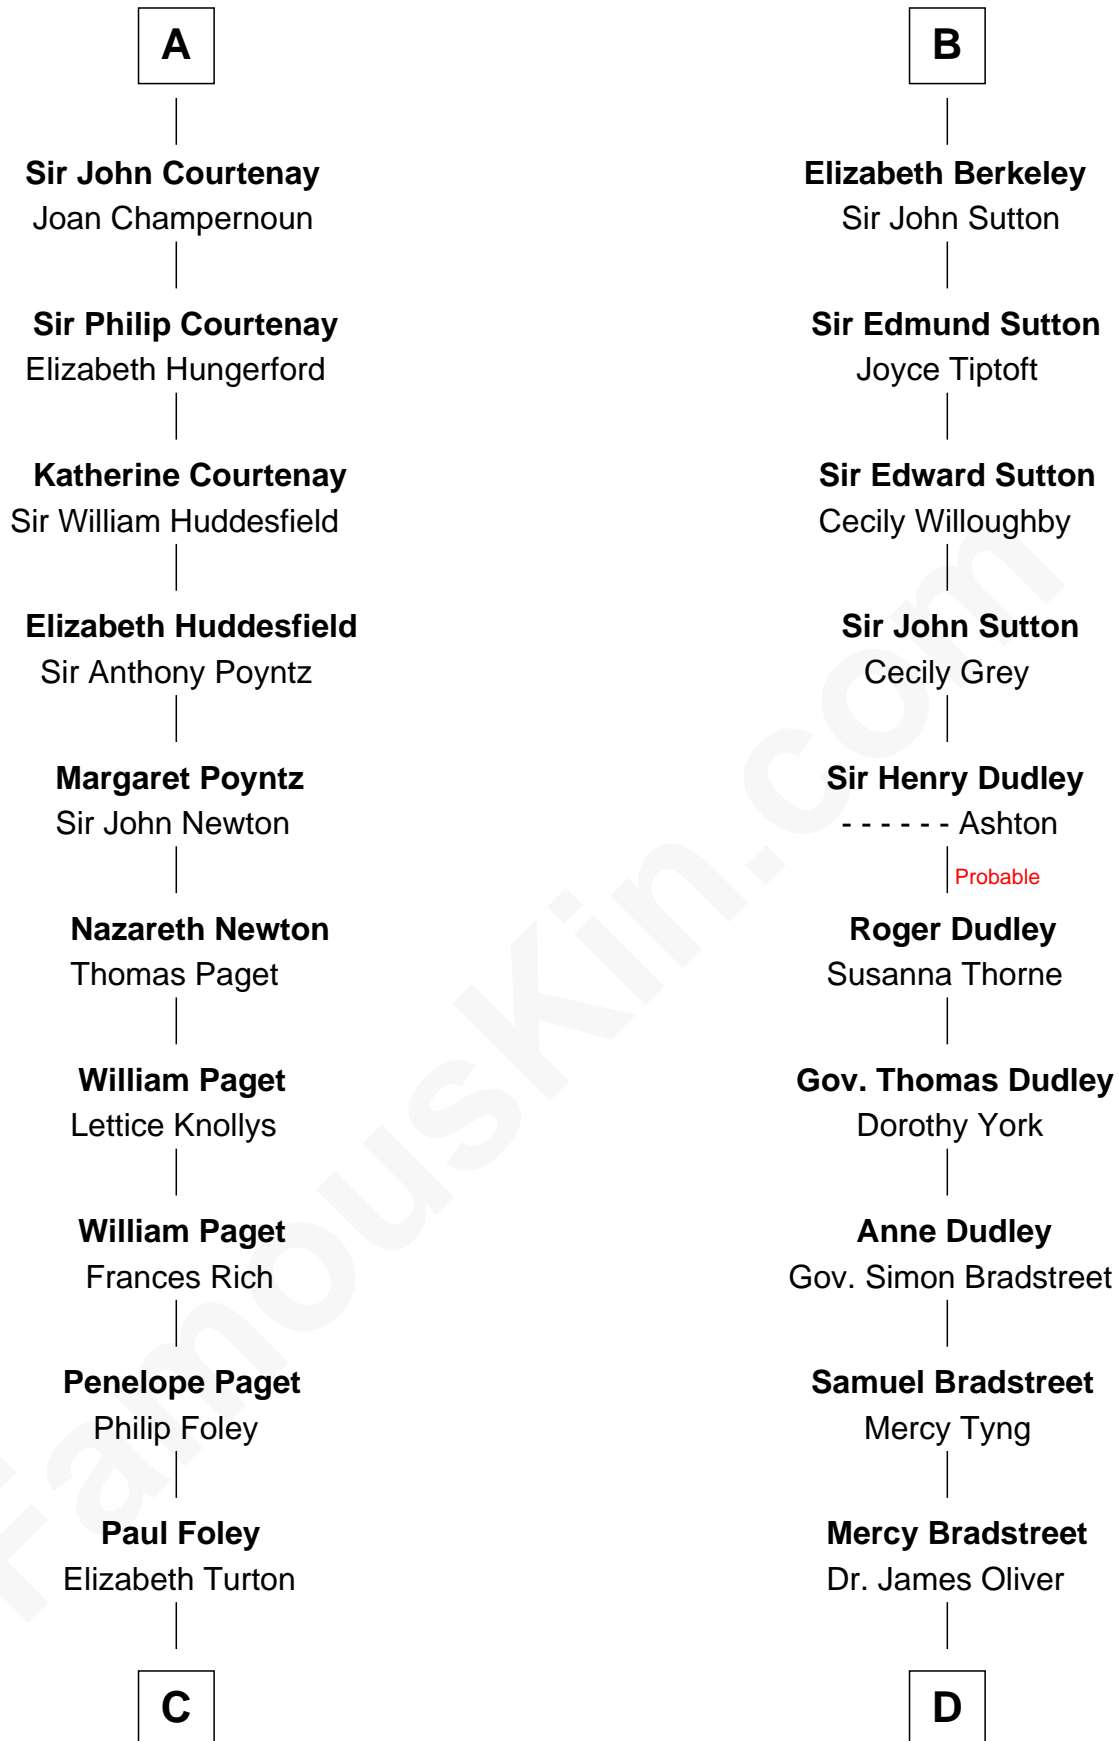 A
Sir John Courtenay
Joan Champernoun
Sir Philip Courtenay
Elizabeth Hungerford
Katherine Courtenay
Sir William Huddesfield
Elizabeth Huddesfield
Sir Anthony Poyntz
Margaret Poyntz
Sir John Newton
Nazareth Newton
Thomas Paget
William Paget
Lettice Knollys
William Paget
Frances Rich
Penelope Paget
Philip Foley
Paul Foley
Elizabeth Turton
C
B
Elizabeth Berkeley
Sir John Sutton
Sir Edmund Sutton
Joyce Tiptoft
Sir Edward Sutton
Cecily Willoughby
Sir John Sutton
Cecily Grey
Sir Henry Dudley
- - - - - - Ashton
Probable
Roger Dudley
Susanna Thorne
Gov. Thomas Dudley
Dorothy York
Anne Dudley
Gov. Simon Bradstreet
Samuel Bradstreet
Mercy Tyng
Mercy Bradstreet
Dr. James Oliver
D
FamousKin.com